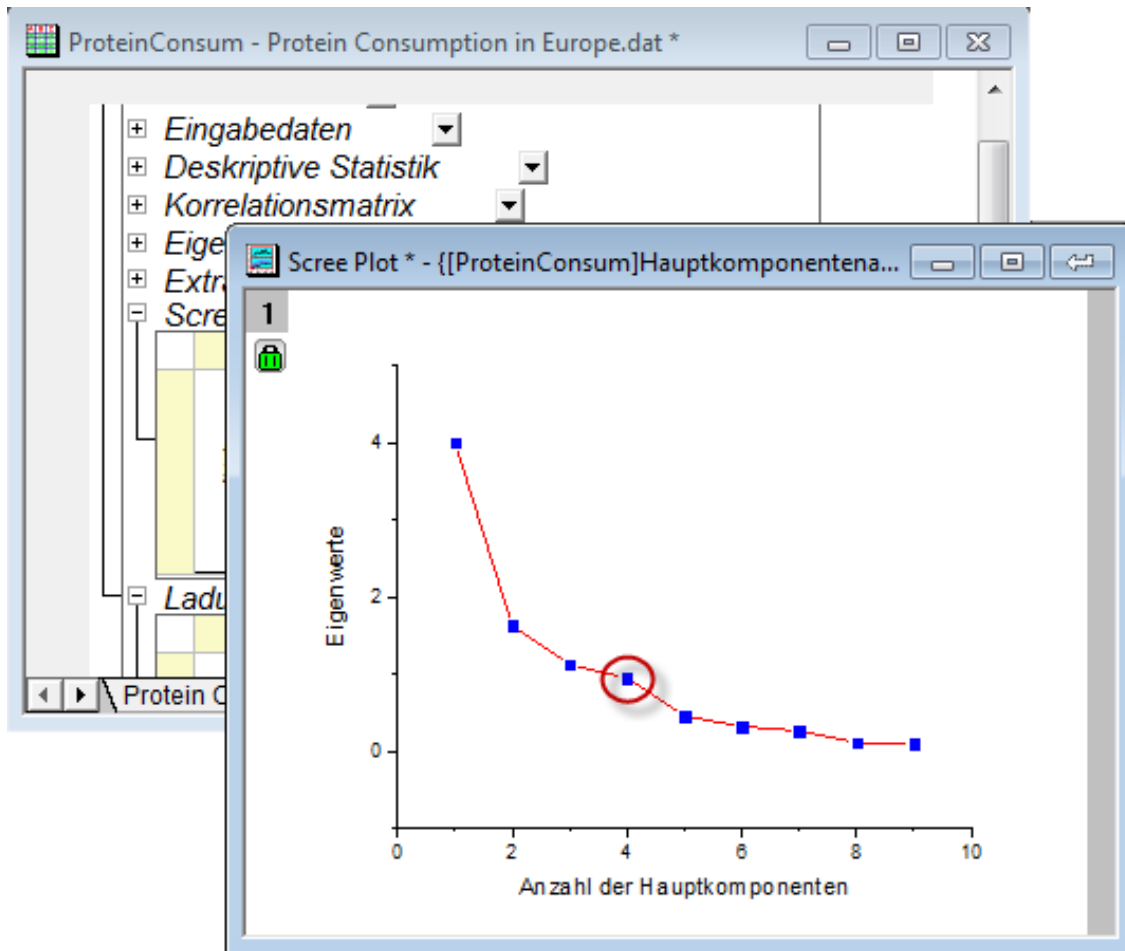 ProteinConsum - Protein Consumption in Europe.dat *
Eingabedaten
Deskriptive Statistik
Korrelationsmatrix
Eige
Extra
Scre
Ladu
Protein C
Scree Plot * - {[ProteinConsum]Hauptkomponentena...
1
4
2
0
Eigenwerte
0 2 4 6 8 10
Anzahl der Hauptkomponenten